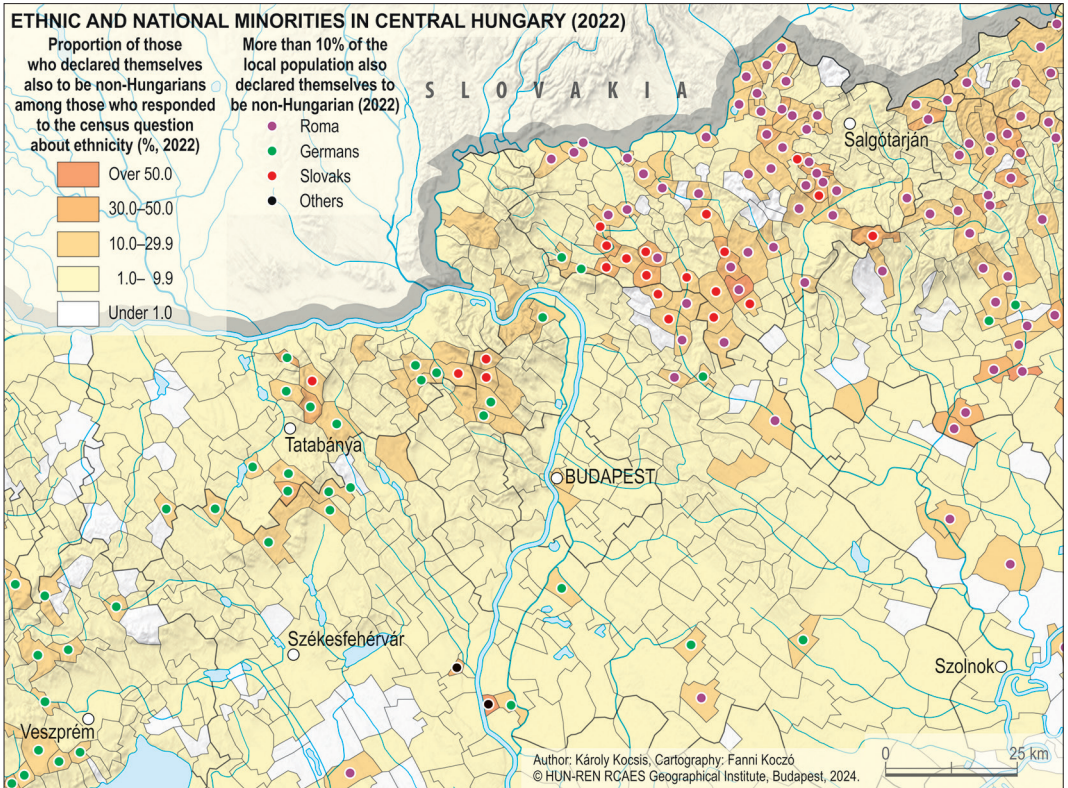 ETHNIC AND NATIONAL MINORITIES IN CENTRAL HUNGARY (2022)
Proportion of those
who declared themselves
also to be non-Hungarians
among those who responded
to the census question
about ethnicity (%, 2022)
Over 50.0
30.0–50.0
10.0–29.9
1.0– 9.9
Under 1.0
More than 10% of the
local population also
declared themselves to
be non-Hungarian (2022)
Roma
Germans
Slovaks
Others
SLOVAKIA
Salgótarján
Tatabánya
BUDAPEST
Székesfehérvár
Szolnok
Veszprém
Author: Károly Kocsis, Cartography: Fanni Koczó
© HUN-REN RCAES Geographical Institute, Budapest, 2024.
0 25 km